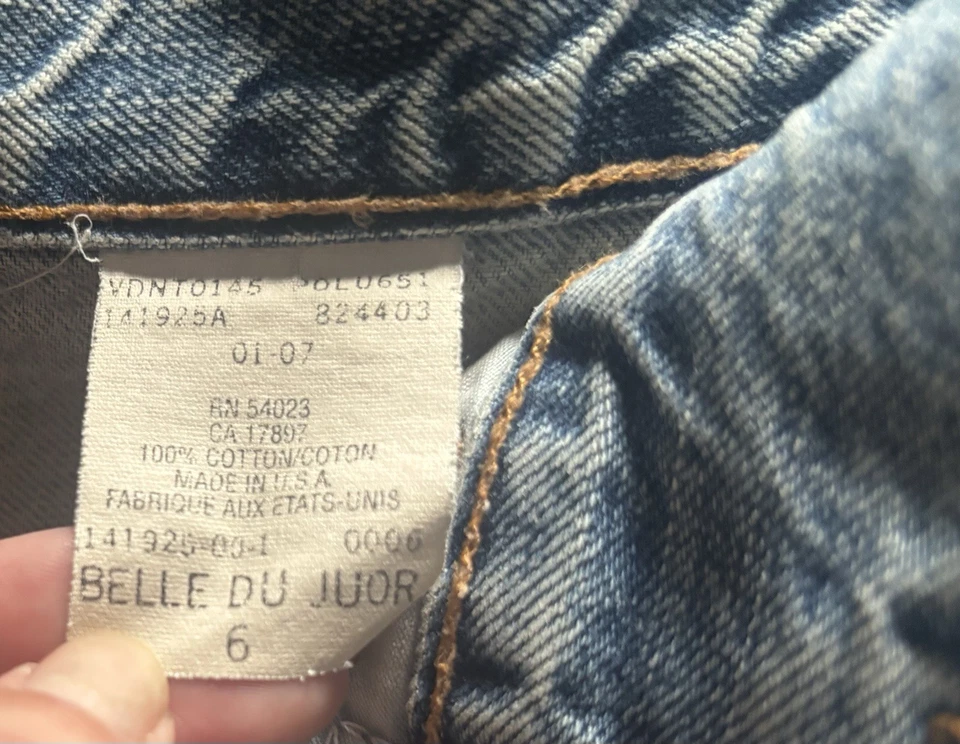 VDNT0145 POL0651
141925A 824403
01-07
RN 54023
CA 17897
100% COTTON/COTON
MADE IN U.S.A.
FABRIQUE AUX ETATS-UNIS
141925-00-1 0006
BELLE DU JUOR
6